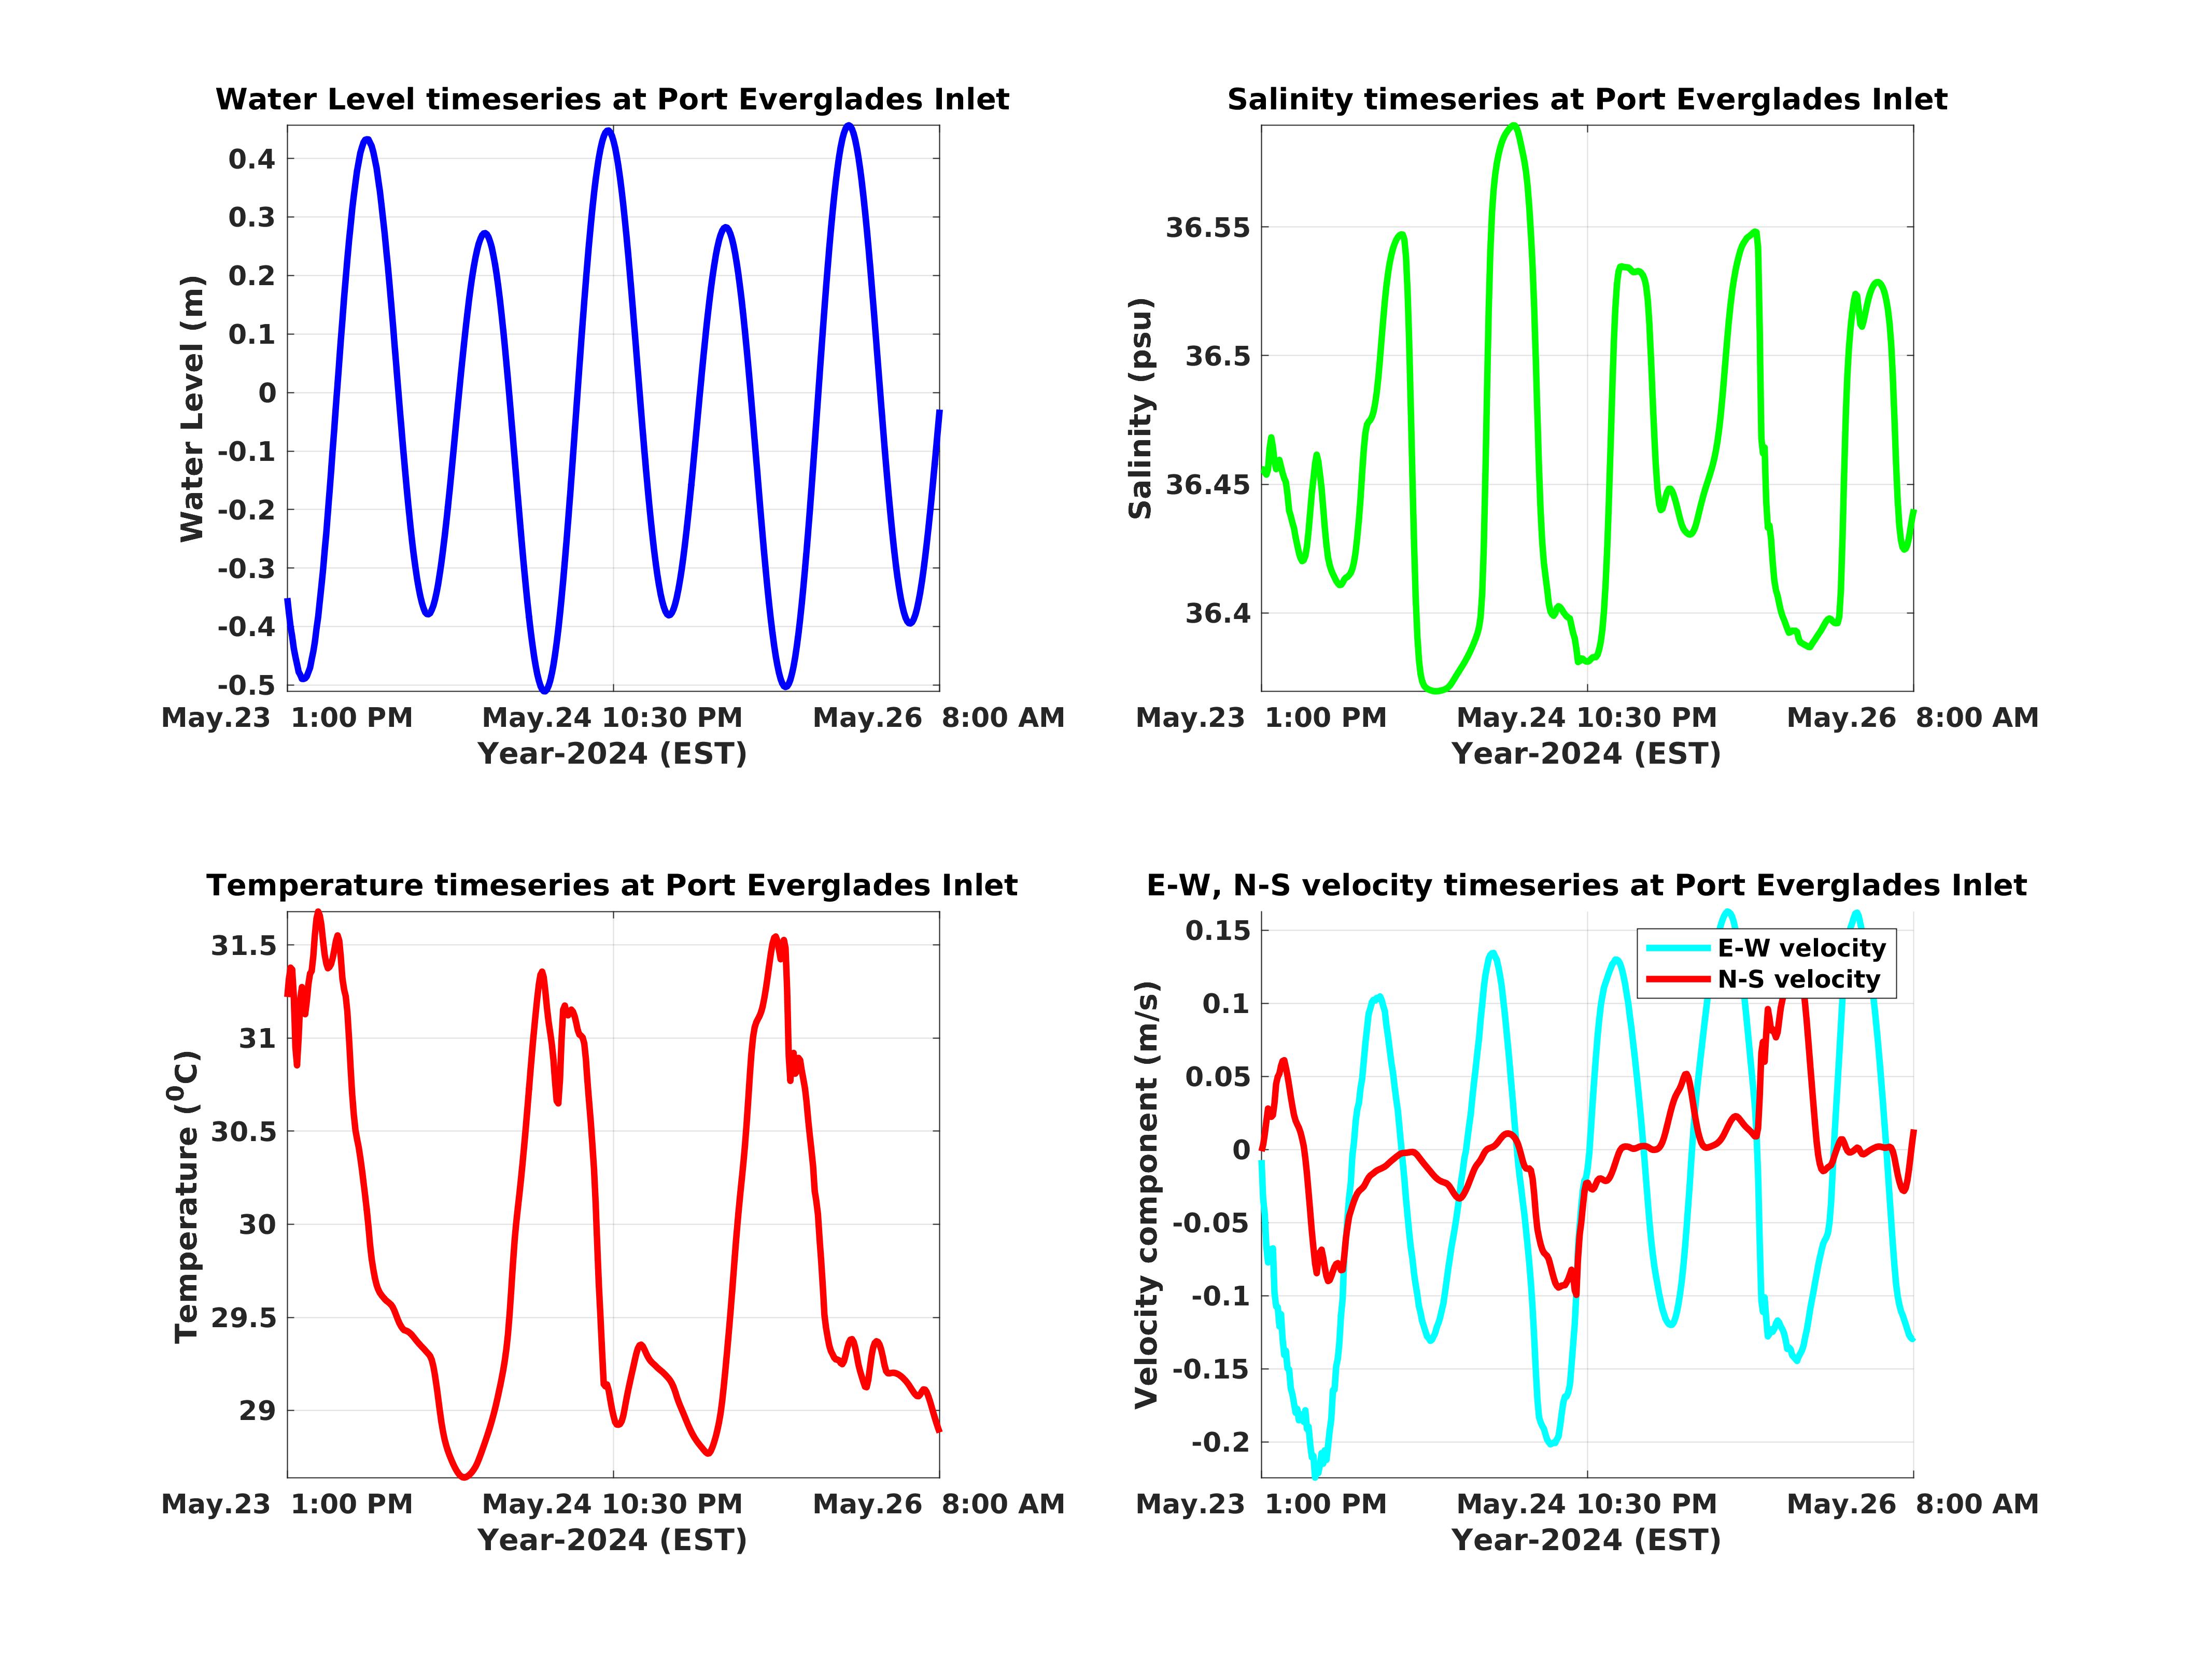 Water Level timeseries at Port Everglades Inlet
Water Level (m)
0.4
0.3
0.2
0.1
0
-0.1
-0.2
-0.3
-0.4
-0.5
May.23 1:00 PM May.24 10:30 PM May.26 8:00 AM
Year-2024 (EST)
Salinity timeseries at Port Everglades Inlet
Salinity (psu)
36.55
36.5
36.45
36.4
May.23 1:00 PM May.24 10:30 PM May.26 8:00 AM
Year-2024 (EST)
Temperature timeseries at Port Everglades Inlet
Temperature (⁰C)
31.5
31
30.5
30
29.5
29
May.23 1:00 PM May.24 10:30 PM May.26 8:00 AM
Year-2024 (EST)
E-W, N-S velocity timeseries at Port Everglades Inlet
Velocity component (m/s)
0.15
0.1
0.05
0
-0.05
-0.1
-0.15
-0.2
E-W velocity
N-S velocity
May.23 1:00 PM May.24 10:30 PM May.26 8:00 AM
Year-2024 (EST)